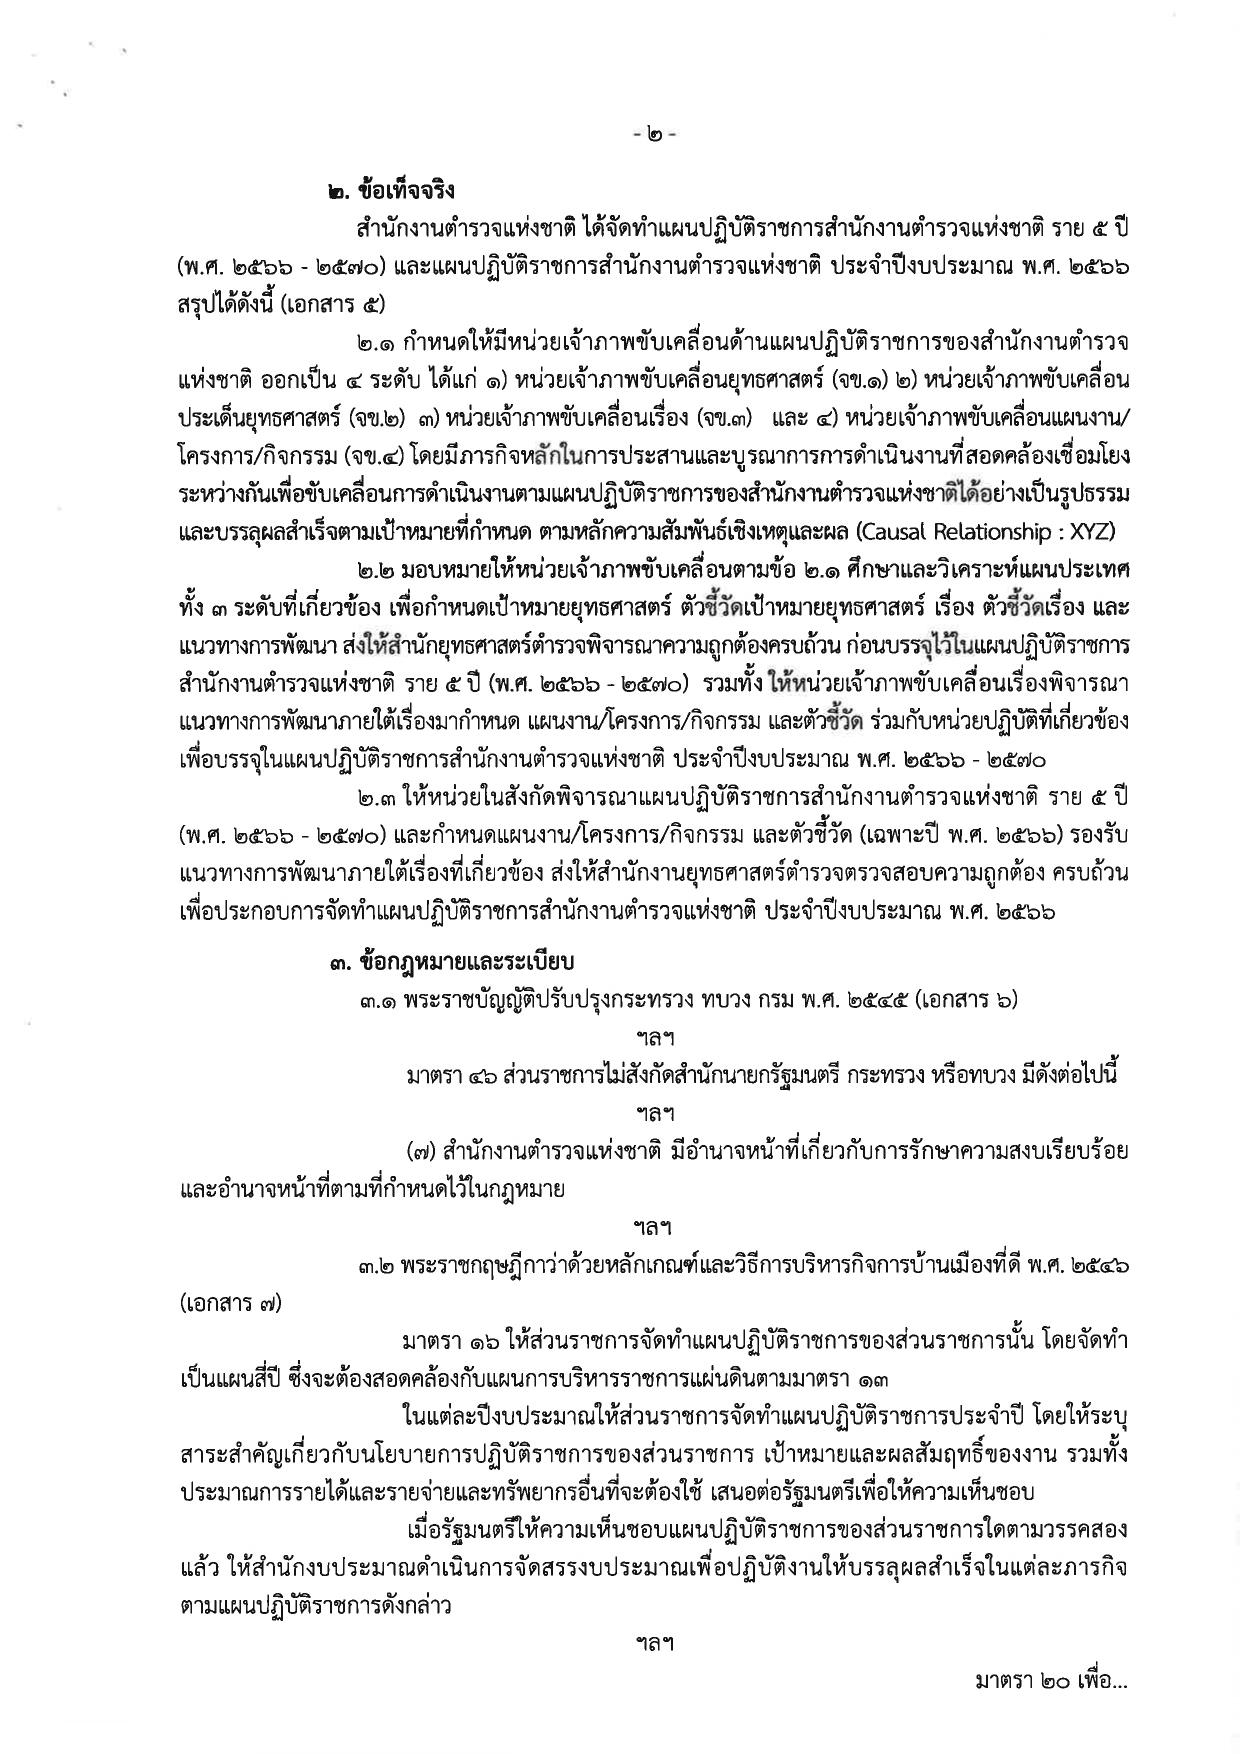 - ๒ -
๒. ข้อเท็จจริง
สำนักงานตำรวจแห่งชาติ ได้จัดทำแผนปฏิบัติราชการสำนักงานตำรวจแห่งชาติ ราย ๕ ปี
(พ.ศ. ๒๕๖๖ - ๒๕๗๐) และแผนปฏิบัติราชการสำนักงานตำรวจแห่งชาติ ประจำปีงบประมาณ พ.ศ. ๒๕๖๖
สรุปได้ดังนี้ (เอกสาร ๕)
๒.๑ กำหนดให้มีหน่วยเจ้าภาพขับเคลื่อนด้านแผนปฏิบัติราชการของสำนักงานตำรวจ
แห่งชาติ ออกเป็น ๔ ระดับ ได้แก่ ๑) หน่วยเจ้าภาพขับเคลื่อนยุทธศาสตร์ (จข.๑) ๒) หน่วยเจ้าภาพขับเคลื่อน
ประเด็นยุทธศาสตร์ (จข.๒) ๓) หน่วยเจ้าภาพขับเคลื่อนเรื่อง (จข.๓) และ ๔) หน่วยเจ้าภาพขับเคลื่อนแผนงาน/
โครงการ/กิจกรรม (จข.๔) โดยมีภารกิจหลักในการประสานและบูรณาการการดำเนินงานที่สอดคล้องเชื่อมโยง
ระหว่างกันเพื่อขับเคลื่อนการดำเนินงานตามแผนปฏิบัติราชการของสำนักงานตำรวจแห่งชาติได้อย่างเป็นรูปธรรม
และบรรลุผลสำเร็จตามเป้าหมายที่กำหนด ตามหลักความสัมพันธ์เชิงเหตุและผล (Causal Relationship : XYZ)
๒.๒ มอบหมายให้หน่วยเจ้าภาพขับเคลื่อนตามข้อ ๒.๑ ศึกษาและวิเคราะห์แผนประเทศ
ทั้ง ๓ ระดับที่เกี่ยวข้อง เพื่อกำหนดเป้าหมายยุทธศาสตร์ ตัวชี้วัดเป้าหมายยุทธศาสตร์ เรื่อง ตัวชี้วัดเรื่อง และ
แนวทางการพัฒนา ส่งให้สำนักยุทธศาสตร์ตำรวจพิจารณาความถูกต้องครบถ้วน ก่อนบรรจุไว้ในแผนปฏิบัติราชการ
สำนักงานตำรวจแห่งชาติ ราย ๕ ปี (พ.ศ. ๒๕๖๖ - ๒๕๗๐) รวมทั้ง ให้หน่วยเจ้าภาพขับเคลื่อนเรื่องพิจารณา
แนวทางการพัฒนาภายใต้เรื่องมากำหนด แผนงาน/โครงการ/กิจกรรม และตัวชี้วัด ร่วมกับหน่วยปฏิบัติที่เกี่ยวข้อง
เพื่อบรรจุในแผนปฏิบัติราชการสำนักงานตำรวจแห่งชาติ ประจำปีงบประมาณ พ.ศ. ๒๕๖๖ - ๒๕๗๐
๒.๓ ให้หน่วยในสังกัดพิจารณาแผนปฏิบัติราชการสำนักงานตำรวจแห่งชาติ ราย ๕ ปี
(พ.ศ. ๒๕๖๖ - ๒๕๗๐) และกำหนดแผนงาน/โครงการ/กิจกรรม และตัวชี้วัด (เฉพาะปี พ.ศ. ๒๕๖๖) รองรับ
แนวทางการพัฒนาภายใต้เรื่องที่เกี่ยวข้อง ส่งให้สำนักงานยุทธศาสตร์ตำรวจตรวจสอบความถูกต้อง ครบถ้วน
เพื่อประกอบการจัดทำแผนปฏิบัติราชการสำนักงานตำรวจแห่งชาติ ประจำปีงบประมาณ พ.ศ. ๒๕๖๖
๓. ข้อกฎหมายและระเบียบ
๓.๑ พระราชบัญญัติปรับปรุงกระทรวง ทบวง กรม พ.ศ. ๒๕๔๕ (เอกสาร ๖)
ฯลฯ
มาตรา ๔๖ ส่วนราชการไม่สังกัดสำนักนายกรัฐมนตรี กระทรวง หรือทบวง มีดังต่อไปนี้
ฯลฯ
(๗) สำนักงานตำรวจแห่งชาติ มีอำนาจหน้าที่เกี่ยวกับการรักษาความสงบเรียบร้อย
และอำนาจหน้าที่ตามที่กำหนดไว้ในกฎหมาย
ฯลฯ
๓.๒ พระราชกฤษฎีกาว่าด้วยหลักเกณฑ์และวิธีการบริหารกิจการบ้านเมืองที่ดี พ.ศ. ๒๕๔๖
(เอกสาร ๗)
มาตรา ๑๖ ให้ส่วนราชการจัดทำแผนปฏิบัติราชการของส่วนราชการนั้น โดยจัดทำ
เป็นแผนสี่ปี ซึ่งจะต้องสอดคล้องกับแผนการบริหารราชการแผ่นดินตามมาตรา ๑๓
ในแต่ละปีงบประมาณให้ส่วนราชการจัดทำแผนปฏิบัติราชการประจำปี โดยให้ระบุ
สาระสำคัญเกี่ยวกับนโยบายการปฏิบัติราชการของส่วนราชการ เป้าหมายและผลสัมฤทธิ์ของงาน รวมทั้ง
ประมาณการรายได้และรายจ่ายและทรัพยากรอื่นที่จะต้องใช้ เสนอต่อรัฐมนตรีเพื่อให้ความเห็นชอบ
เมื่อรัฐมนตรีให้ความเห็นชอบแผนปฏิบัติราชการของส่วนราชการใดตามวรรคสอง
แล้ว ให้สำนักงบประมาณดำเนินการจัดสรรงบประมาณเพื่อปฏิบัติงานให้บรรลุผลสำเร็จในแต่ละภารกิจ
ตามแผนปฏิบัติราชการดังกล่าว
ฯลฯ
มาตรา ๒๐ เพื่อ...